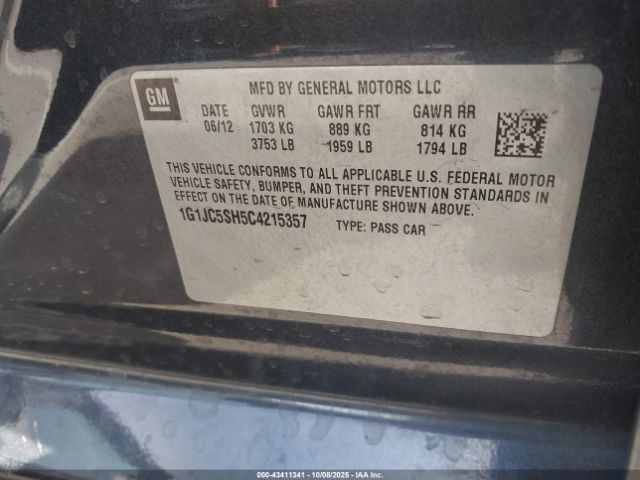 GM
MFD BY GENERAL MOTORS LLC
DATE GVWR GAWR FRT GAWR RR
06/12 1703 KG 889 KG 814 KG
3753 LB 1959 LB 1794 LB
THIS VEHICLE CONFORMS TO ALL APPLICABLE U.S. FEDERAL MOTOR
VEHICLE SAFETY, BUMPER, AND THEFT PREVENTION STANDARDS IN
EFFECT ON THE DATE OF MANUFACTURE SHOWN ABOVE.
1G1JC5SH5C4215357 TYPE: PASS CAR
000-43411341 - 10/08/2025 - IAA Inc.